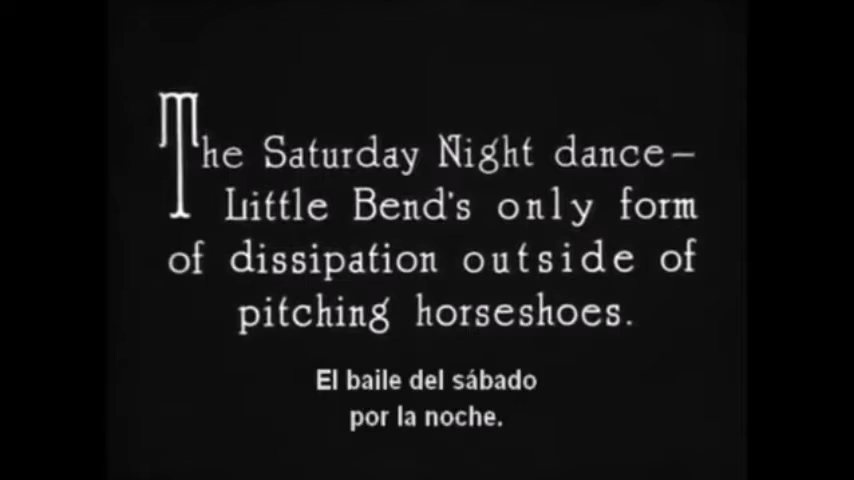 The Saturday Night dance—
Little Bend's only form
of dissipation outside of
pitching horseshoes.
El baile del sábado
por la noche.